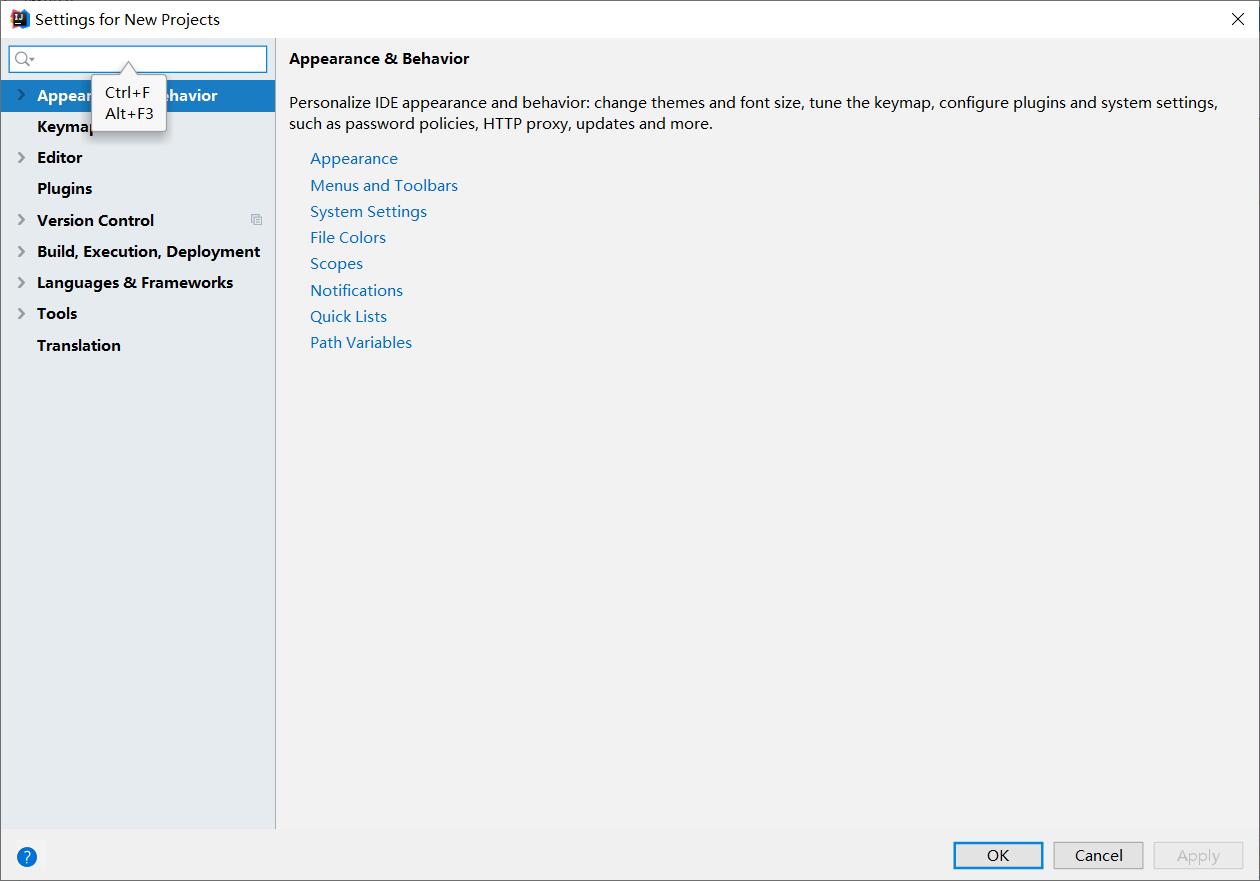 Settings for New Projects
Ctrl+F
Alt+F3
Keymap
Editor
Plugins
Version Control
Build, Execution, Deployment
Languages & Frameworks
Tools
Translation
Appearance & Behavior
Personalize IDE appearance and behavior: change themes and font size, tune the keymap, configure plugins and system settings,
such as password policies, HTTP proxy, updates and more.
Appearance
Menus and Toolbars
System Settings
File Colors
Scopes
Notifications
Quick Lists
Path Variables
?
OK
Cancel
Apply